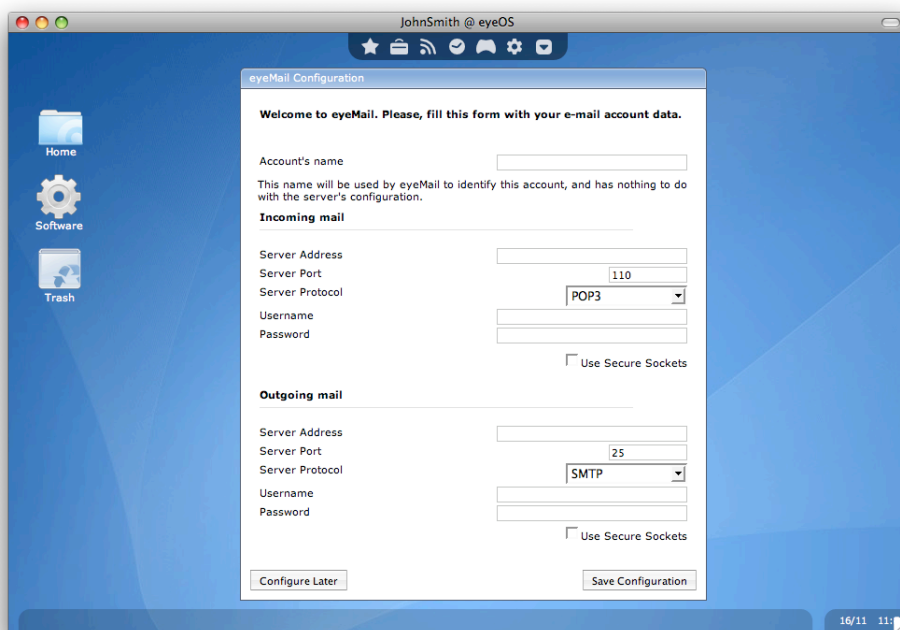 JohnSmith @ eyeOS
eyeMail Configuration
Welcome to eyeMail. Please, fill this form with your e-mail account data.
Home
Account's name
This name will be used by eyeMail to identify this account, and has nothing to do
with the server's configuration.
Software
Incoming mail
Server Address
Server Port 110
Trash
Server Protocol POP3
Username
Password
Use Secure Sockets
Outgoing mail
Server Address
Server Port 25
Server Protocol SMTP
Username
Password
Use Secure Sockets
Configure Later Save Configuration
16/11 11: